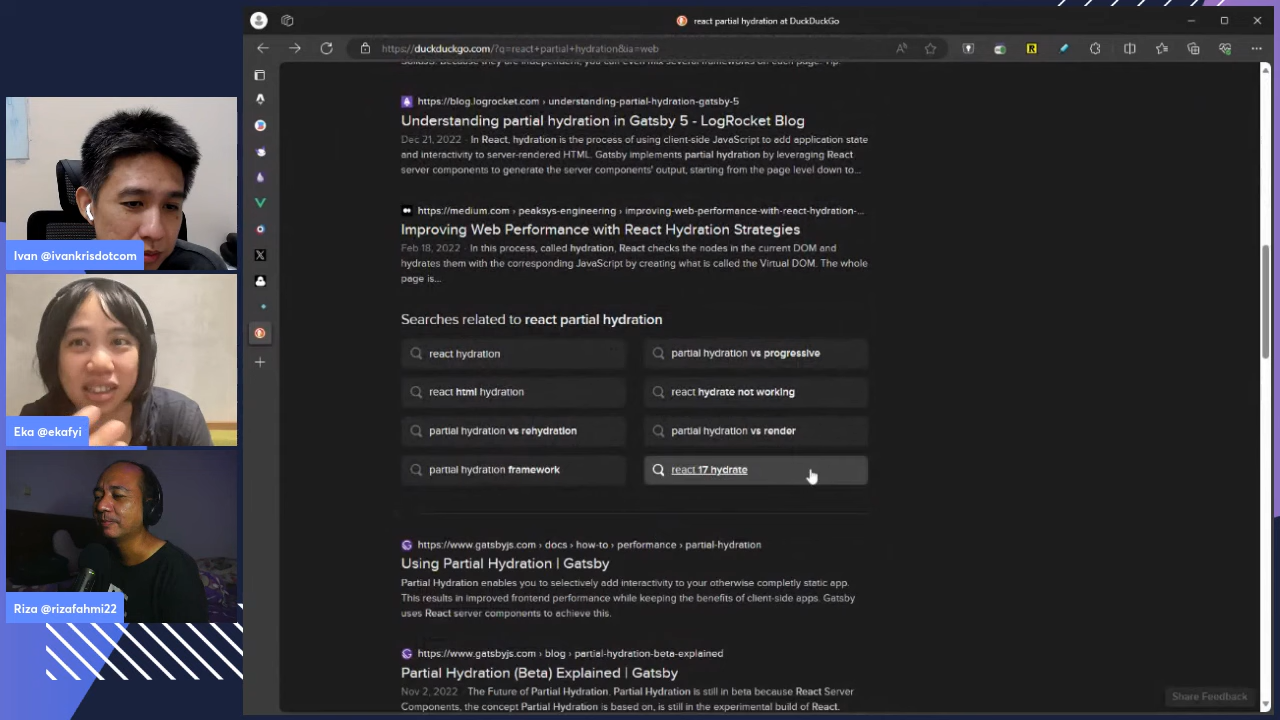 react partial hydration at DuckDuckGo
https://duckduckgo.com/?q=react+partial+hydration&ia=web
https://blog.logrocket.com › understanding-partial-hydration-gatsby-5
Understanding partial hydration in Gatsby 5 - LogRocket Blog
Dec 21, 2022 · In React, hydration is the process of using client-side JavaScript to add application state
and interactivity to server-rendered HTML. Gatsby implements partial hydration by leveraging React
server components to generate the server components' output, starting from the page level down to...
https://medium.com › peaksys-engineering › improving-web-performance-with-react-hydration-...
Improving Web Performance with React Hydration Strategies
Feb 18, 2022 · In this process, called hydration, React checks the nodes in the current DOM and
hydrates them with the corresponding JavaScript by creating what is called the Virtual DOM. The whole
page is...
Searches related to react partial hydration
react hydration
partial hydration vs progressive
react html hydration
react hydrate not working
partial hydration vs rehydration
partial hydration vs render
partial hydration framework
react 17 hydrate
https://www.gatsbyjs.com › docs › how-to › performance › partial-hydration
Using Partial Hydration | Gatsby
Partial Hydration enables you to selectively add interactivity to your otherwise completly static app.
This results in improved frontend performance while keeping the benefits of client-side apps. Gatsby
uses React server components to achieve this.
https://www.gatsbyjs.com › blog › partial-hydration-beta-explained
Partial Hydration (Beta) Explained | Gatsby
Nov 2, 2022 · The Future of Partial Hydration. Partial Hydration is still in beta because React Server
Components, the concept Partial Hydration is based on, is still in the experimental build of React.
Share Feedback
Ivan @ivankrisdotcom
Eka @ekafyi
Riza @rizafahmi22